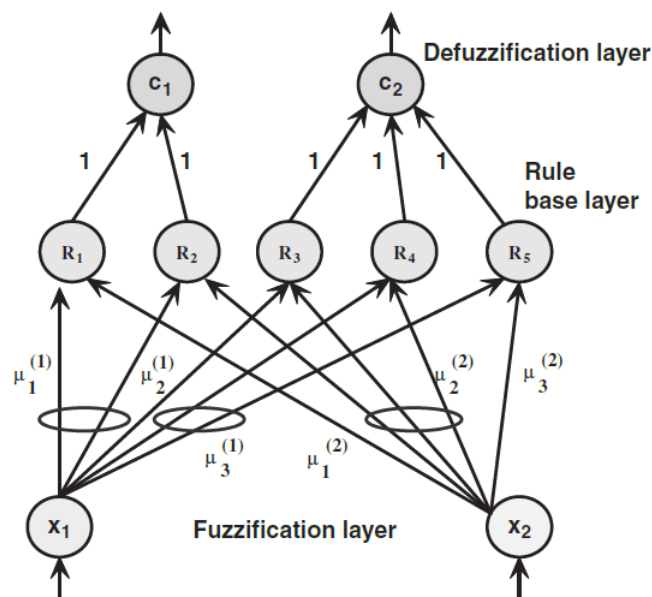 Defuzzification layer
c₁
c₂
1
1
1
1
1
Rule
base layer
R₁
R₂
R₃
R₄
R₅
μ₁⁽¹⁾
μ₂⁽¹⁾
μ₂⁽²⁾
μ₃⁽²⁾
μ₃⁽¹⁾
μ₁⁽²⁾
x₁
Fuzzification layer
x₂